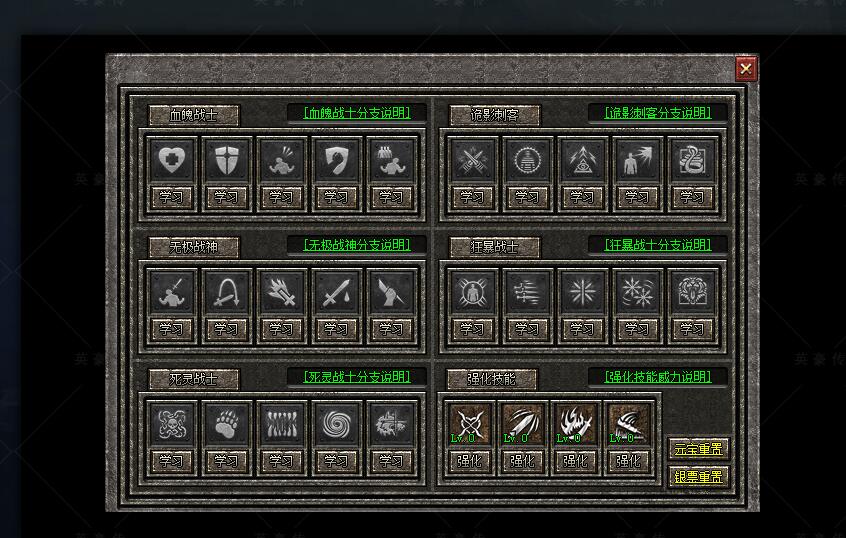 血魄战士 [血魄战士分支说明]
诡影刺客 [诡影刺客分支说明]
学习 学习 学习 学习 学习
学习 学习 学习 学习 学习
无极战神 [无极战神分支说明]
狂暴战士 [狂暴战士分支说明]
学习 学习 学习 学习 学习
学习 学习 学习 学习 学习
死灵战士 [死灵战士分支说明]
强化技能 [强化技能威力说明]
Lv. 0 Lv. 0 Lv. 0 Lv. 0
学习 学习 学习 学习 学习
强化 强化 强化 强化
元宝重置
银票重置